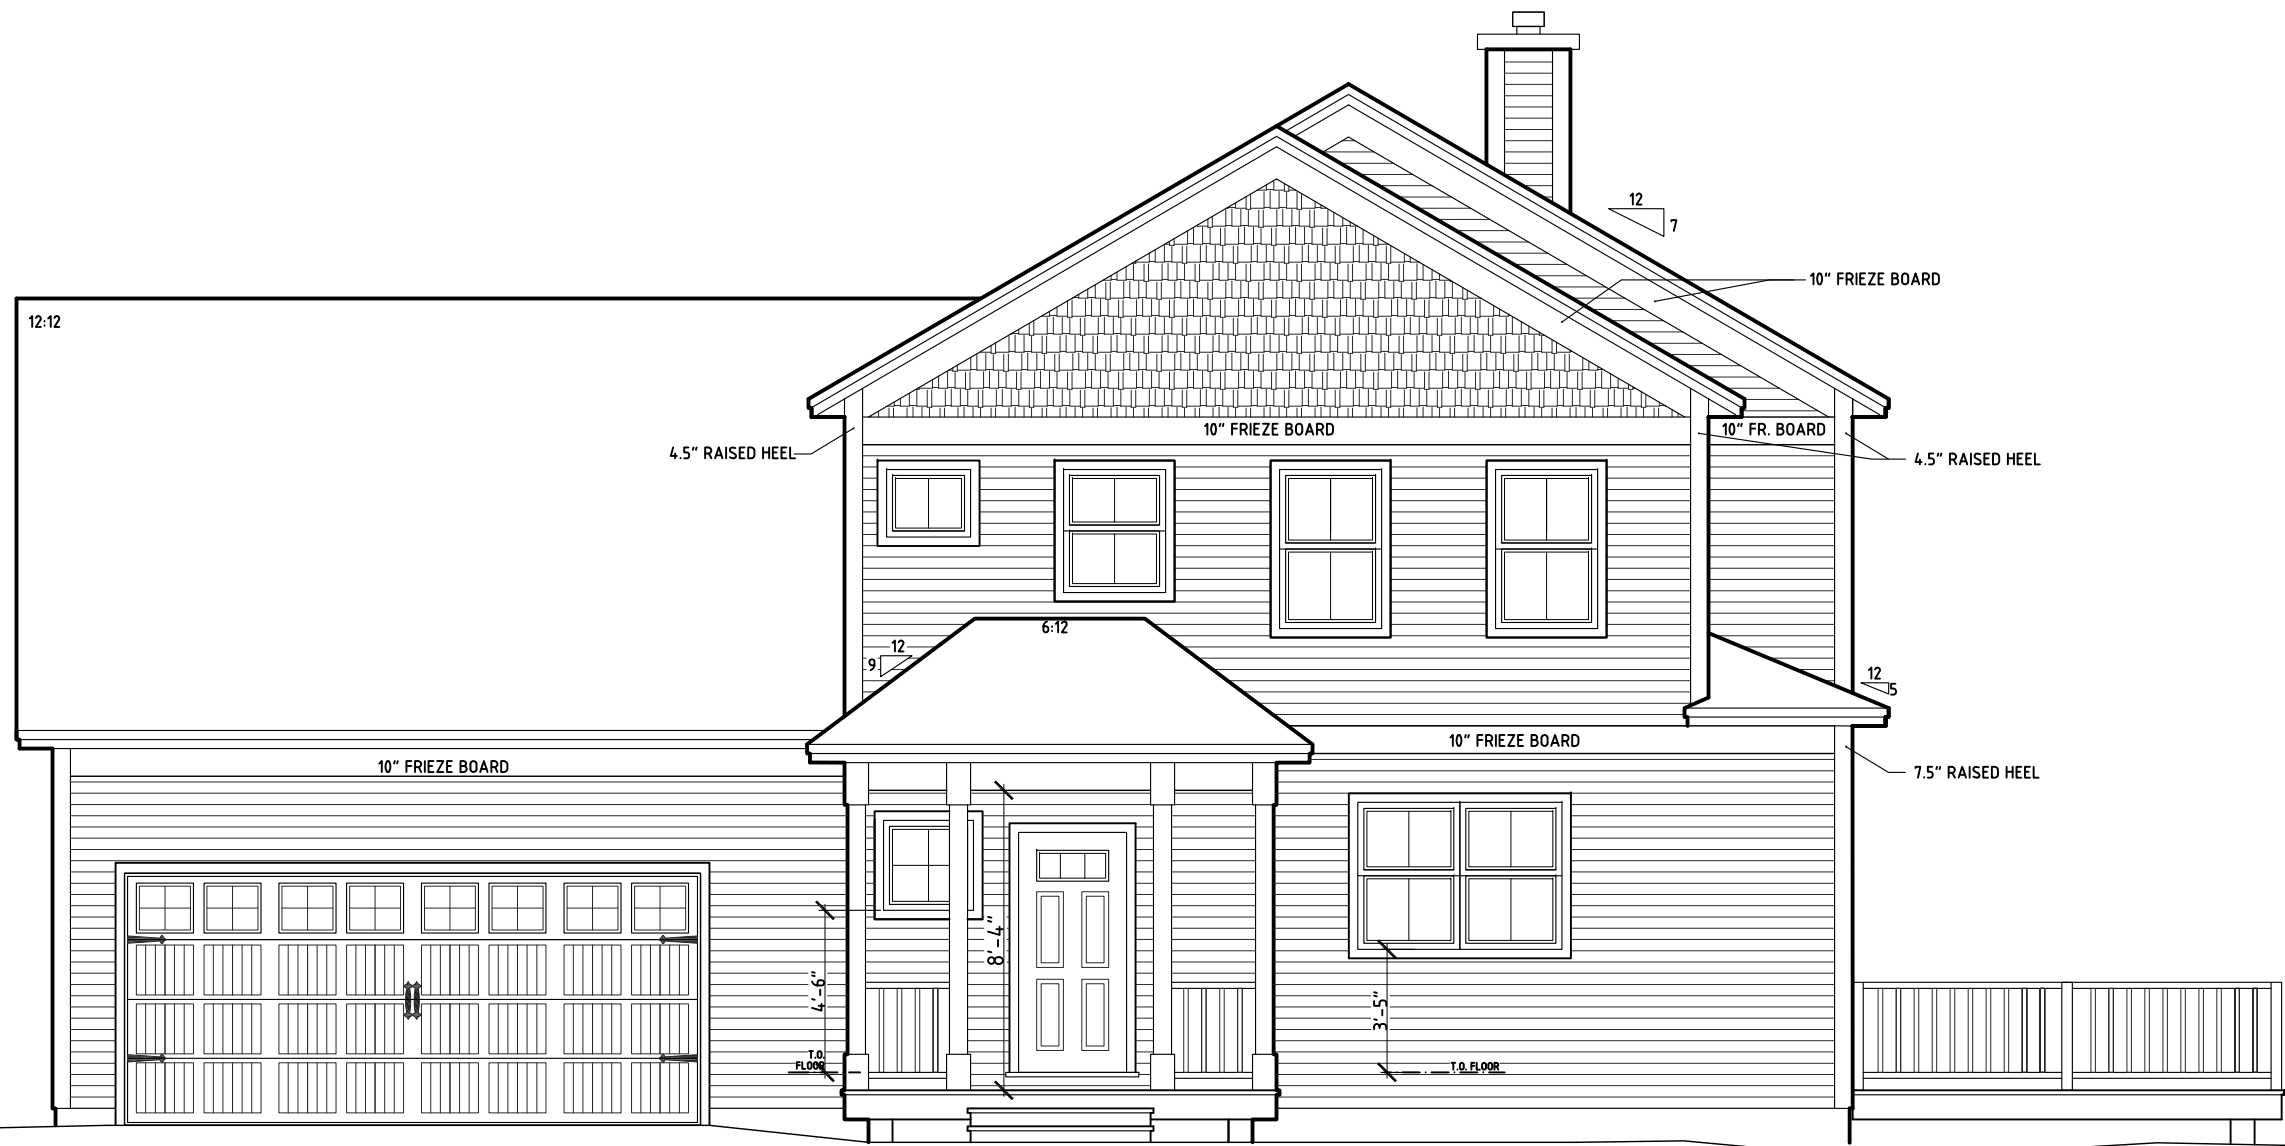 12
7
10" FRIEZE BOARD
12:12
10" FRIEZE BOARD
10" FR. BOARD
4.5" RAISED HEEL
4.5" RAISED HEEL
6:12
12
9
12
5
10" FRIEZE BOARD
10" FRIEZE BOARD
7.5" RAISED HEEL
8'-4"
4'-6"
3'-5"
T.O.
FLOOR
T.O. FLOOR